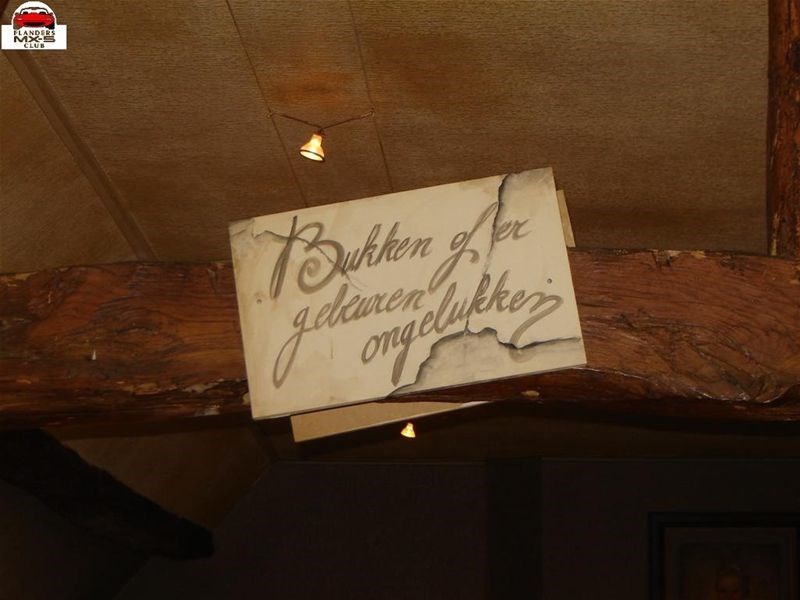 FLANDERS
MX-5
CLUB
Bukken of er
gebeuren
ongelukken